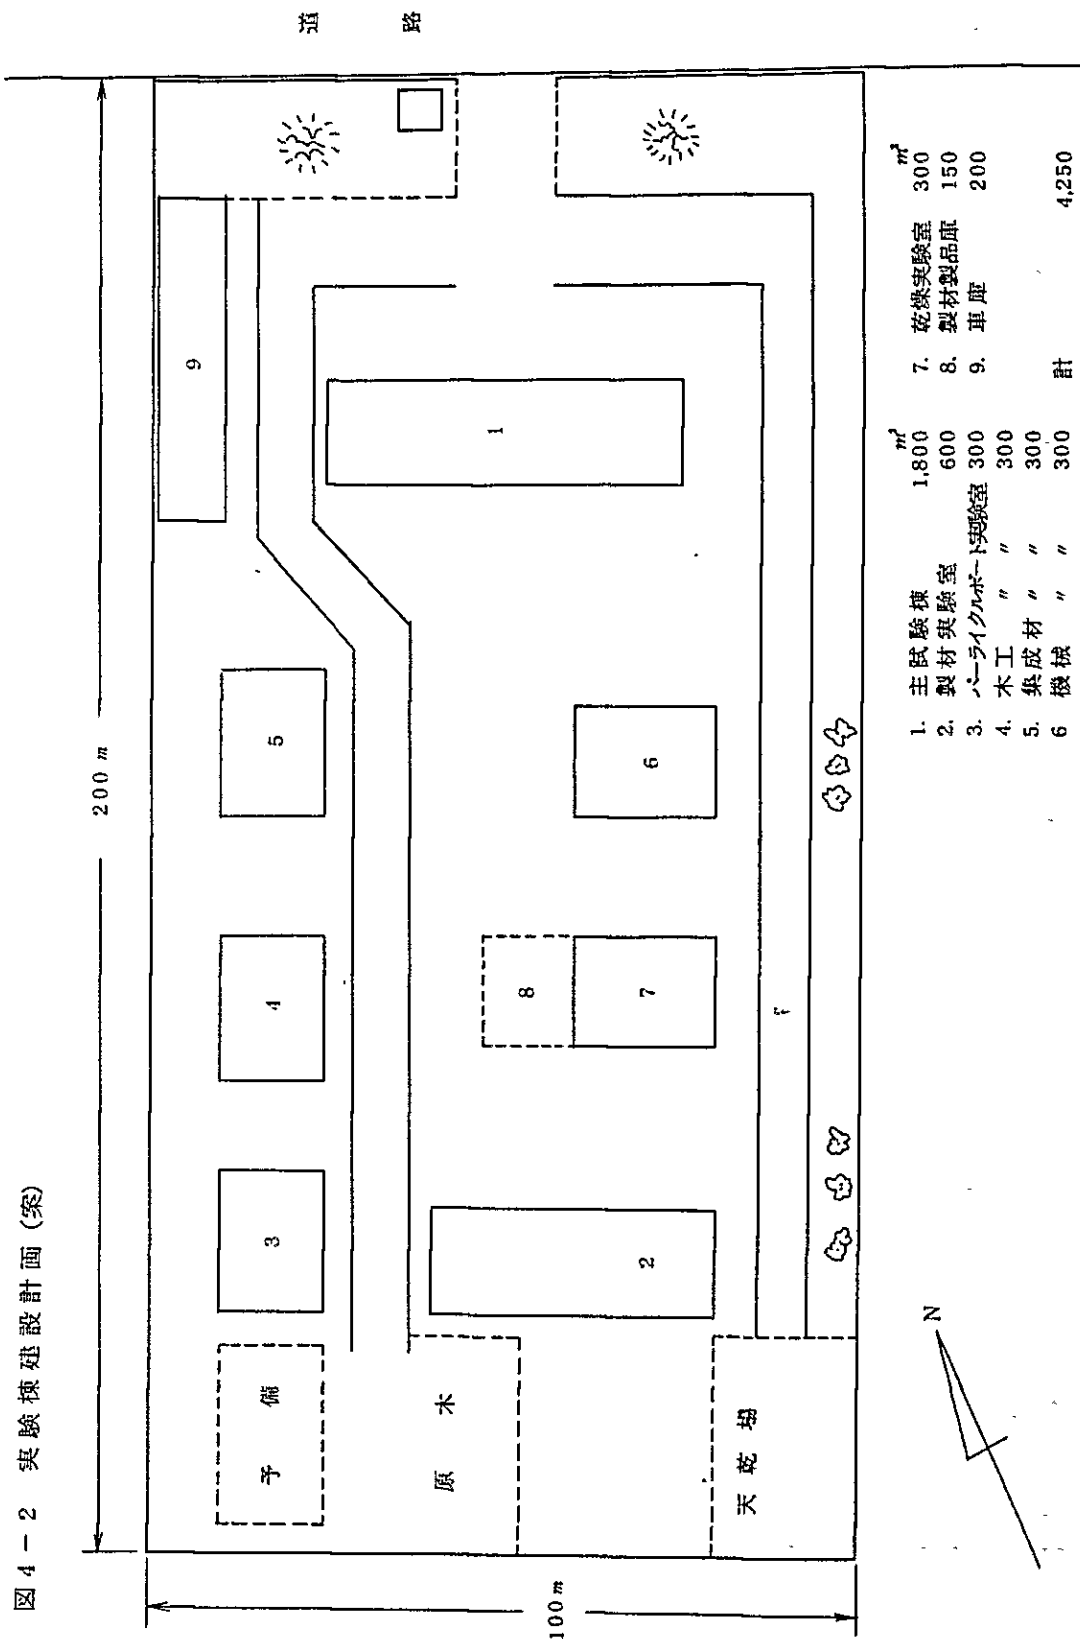 図4-2 実験棟建設計画(案)
200m
100m
道路
9
1
5
6
4
8
7
3
2
予備
原木
天乾場
N
m²
1. 主試験棟 1,800
2. 製材実験室 600
3. パーライクルボード実験室 300
4. 木工 〃 〃 300
5. 集成材 〃 〃 300
6 機械 〃 〃 300
m²
7. 乾燥実験室 300
8. 製材製品庫 150
9. 車庫 200
計 4,250